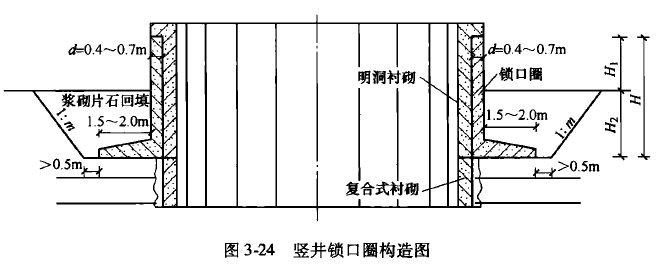 d=0.4～0.7m
d=0.4～0.7m
明洞衬砌
锁口圈
H₁
H
浆砌片石回填
1:m
1.5～2.0m
1.5～2.0m
1:m
H₂
>0.5m
>0.5m
复合式衬砌
图 3-24 竖井锁口圈构造图